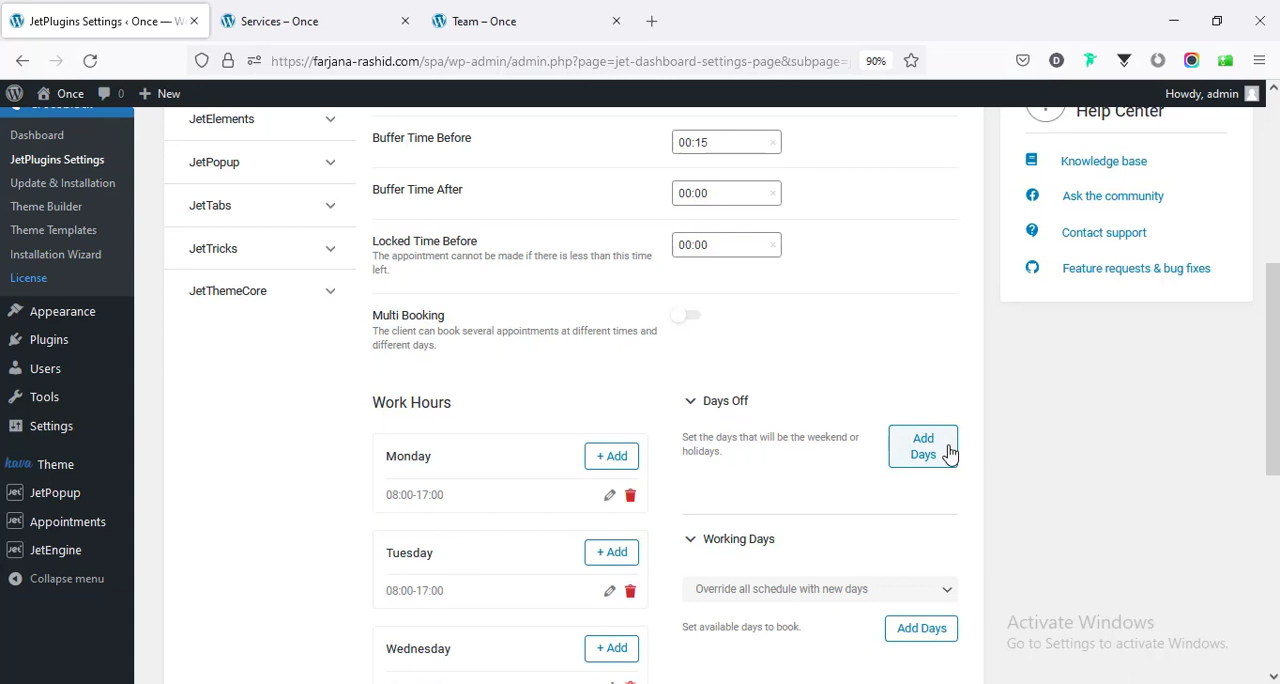 JetPlugins Settings ‹ Once — W
Services – Once
Team – Once
https://farjanarashid.com/spa/wp-admin/admin.php?page=jet-dashboard-settings-page&subpage=
90%
Once
0
New
Howdy, admin
Dashboard
JetPlugins Settings
Update & Installation
Theme Builder
Theme Templates
Installation Wizard
License
Appearance
Plugins
Users
Tools
Settings
kava Theme
Jet JetPopup
Jet Appointments
Jet JetEngine
Collapse menu
JetElements
JetPopup
JetTabs
JetTricks
JetThemeCore
Buffer Time Before
00:15
Buffer Time After
00:00
Locked Time Before
The appointment cannot be made if there is less than this time
left.
00:00
Multi Booking
The client can book several appointments at different times and
different days.
Work Hours
Monday
+ Add
08:00-17:00
Tuesday
+ Add
08:00-17:00
Wednesday
+ Add
Days Off
Set the days that will be the weekend or
holidays.
Add
Days
Working Days
Override all schedule with new days
Set available days to book.
Add Days
Help Center
Knowledge base
Ask the community
Contact support
Feature requests & bug fixes
Activate Windows
Go to Settings to activate Windows.